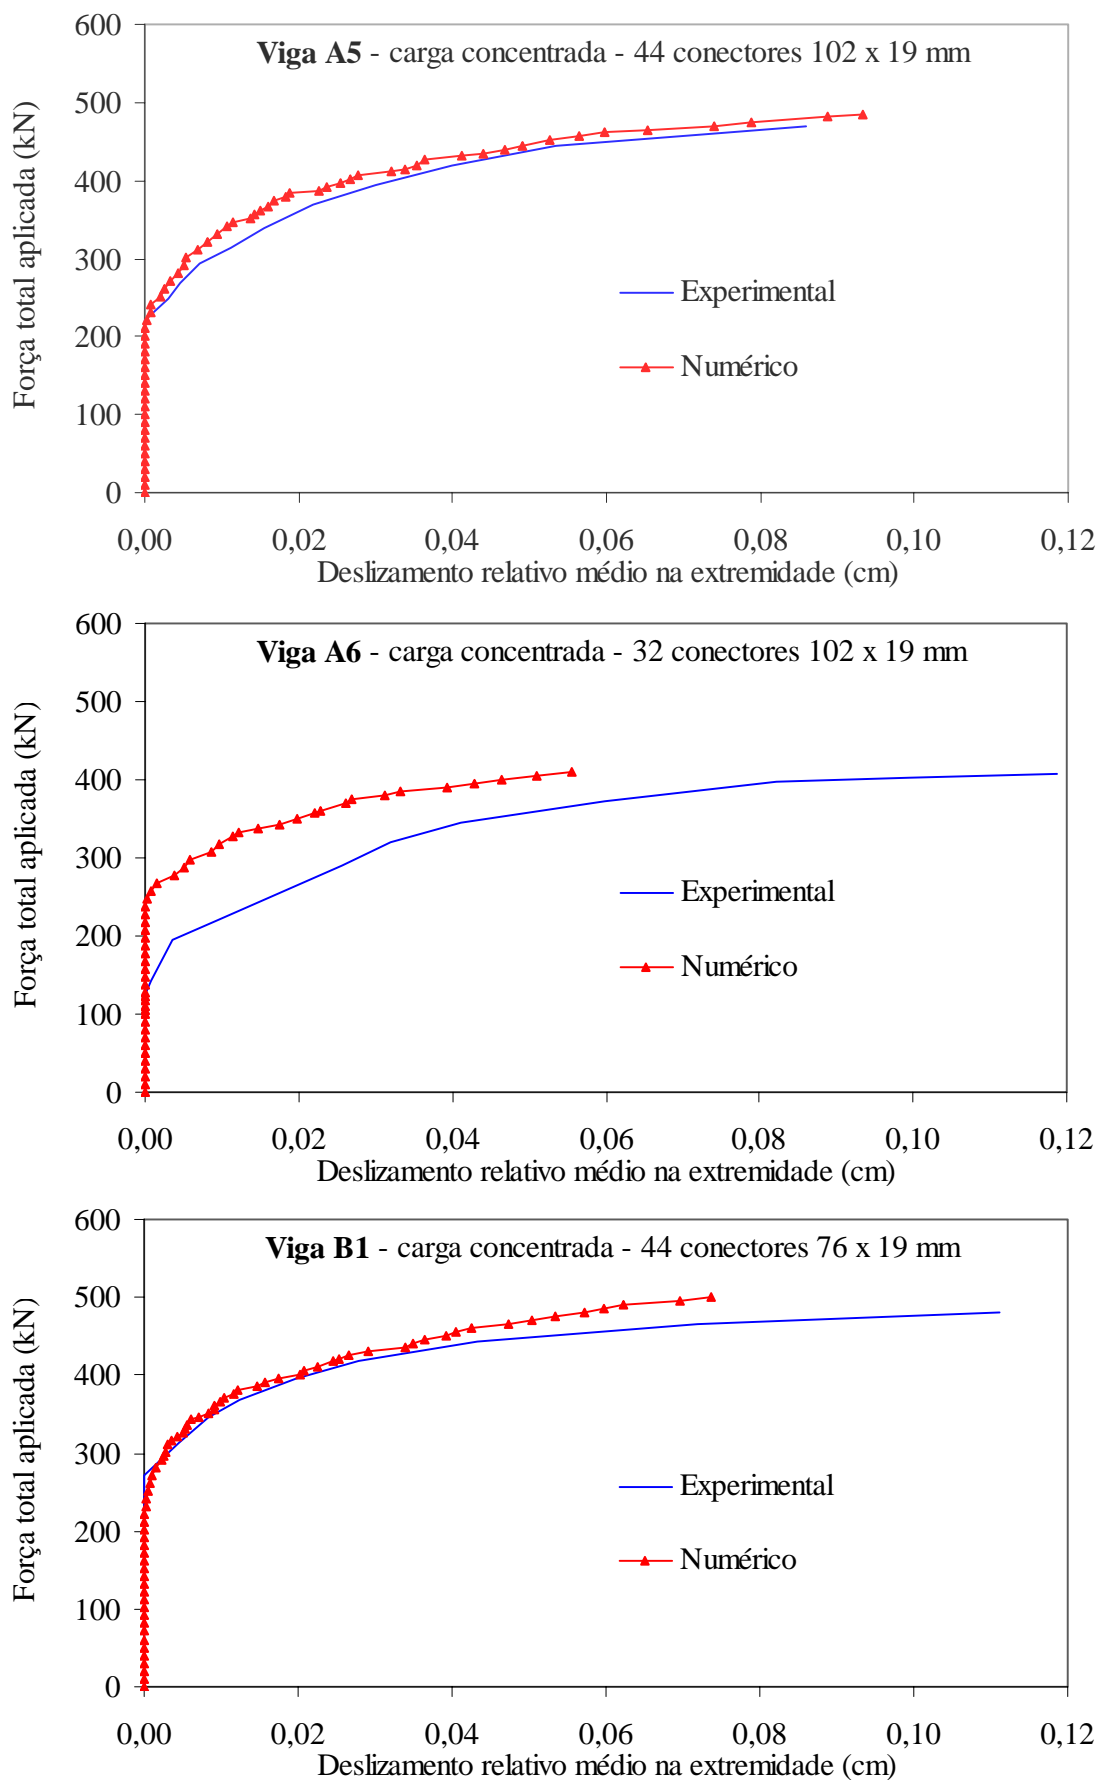 Viga A5 - carga concentrada - 44 conectores 102 x 19 mm
Força total aplicada (kN)
600
500
400
300
200
100
0
Experimental
Numérico
0,00 0,02 0,04 0,06 0,08 0,10 0,12
Deslizamento relativo médio na extremidade (cm)
Viga A6 - carga concentrada - 32 conectores 102 x 19 mm
Força total aplicada (kN)
600
500
400
300
200
100
0
Experimental
Numérico
0,00 0,02 0,04 0,06 0,08 0,10 0,12
Deslizamento relativo médio na extremidade (cm)
Viga B1 - carga concentrada - 44 conectores 76 x 19 mm
Força total aplicada (kN)
600
500
400
300
200
100
0
Experimental
Numérico
0,00 0,02 0,04 0,06 0,08 0,10 0,12
Deslizamento relativo médio na extremidade (cm)